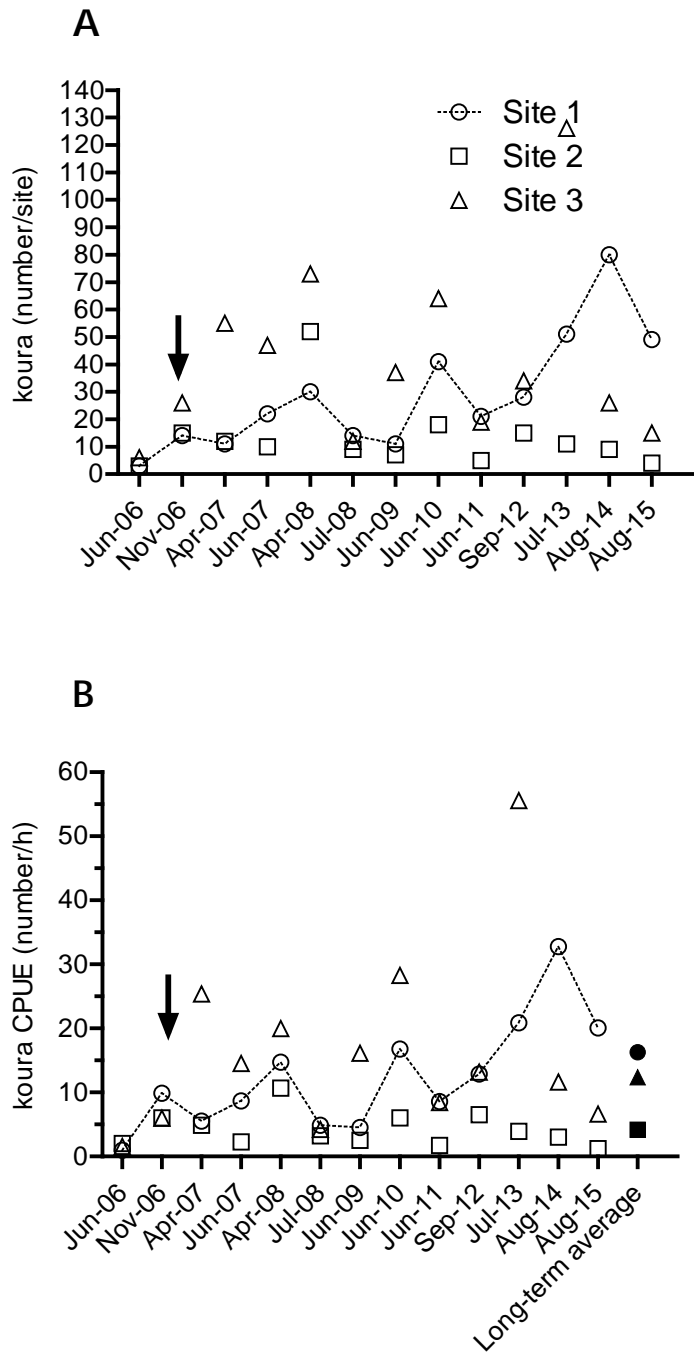 A
koura (number/site)
140
130
120
110
100
90
80
70
60
50
40
30
20
10
0
Site 1
Site 2
Site 3
Jun-06
Nov-06
Apr-07
Jun-07
Apr-08
Jul-08
Jun-09
Jun-10
Jun-11
Sep-12
Jul-13
Aug-14
Aug-15
B
koura CPUE (number/h)
60
50
40
30
20
10
0
Jun-06
Nov-06
Apr-07
Jun-07
Apr-08
Jul-08
Jun-09
Jun-10
Jun-11
Sep-12
Jul-13
Aug-14
Aug-15
Long-term average